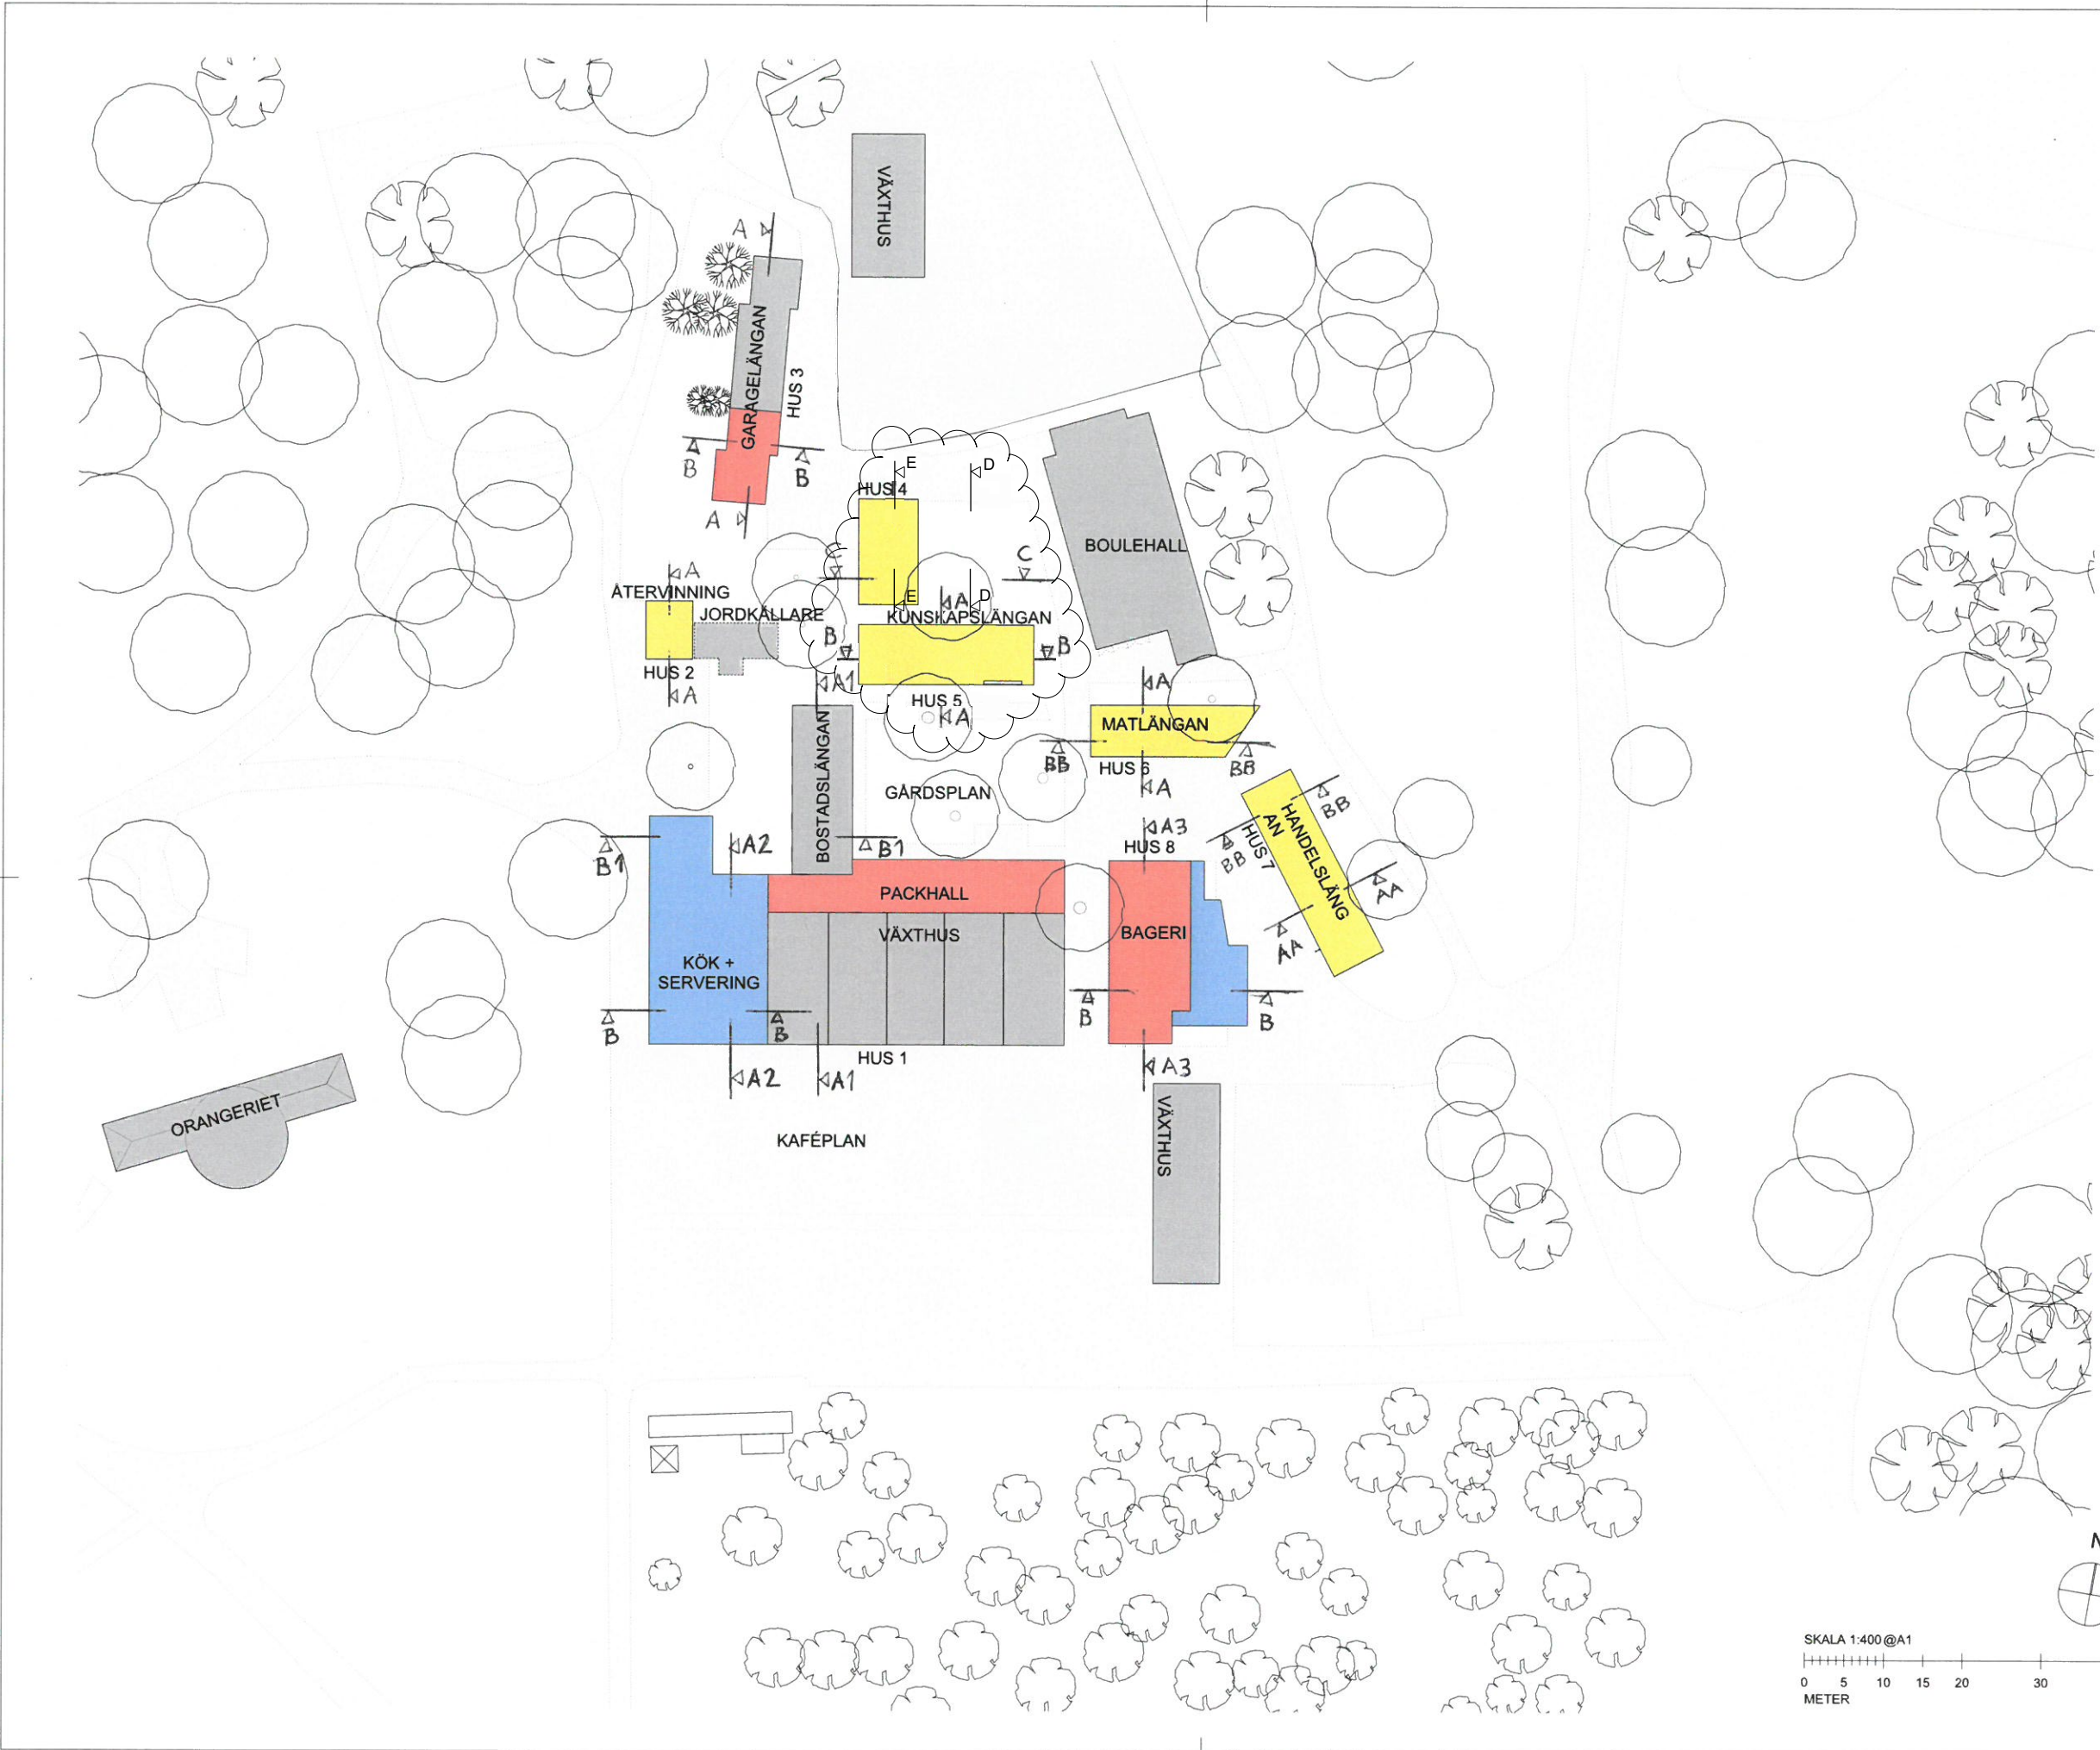 VÄXTHUS
A
GARAGELÄNGAN
HUS 3
B
B
A
E
D
HUS 4
BOULEHALL
C
C
A
ÅTERVINNING
JORDKÄLLARE
E
A
D
KUNSKAPSLÄNGAN
B
B
HUS 2
A
A1
HUS 5
A
A
BOSTADSLÄNGAN
MATLÄNGAN
BB
HUS 6
BB
A
GÅRDSPLAN
BB
HANDELSLÄNG
AN
HUS 7
BB
AA
AA
B1
A2
B1
A3
HUS 8
PACKHALL
VÄXTHUS
BAGERI
KÖK +
SERVERING
B
B
B
B
HUS 1
A2
A1
A3
ORANGERIET
VÄXTHUS
KAFÉPLAN
N
SKALA 1:400@A1
0 5 10 15 20 30
METER